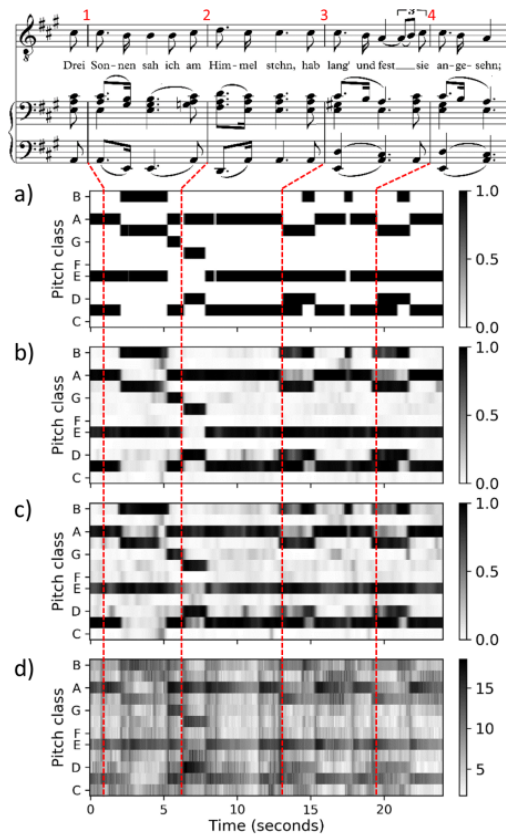 1 2 3 4
3
Drei Son-nen sah ich am Him-mel stehn, hab lang' und fest sie an-ge-sehn;
a)
Pitch class
B
A
G
F
E
D
C
1.0
0.5
0.0
b)
Pitch class
B
A
G
F
E
D
C
1.0
0.5
0.0
c)
Pitch class
B
A
G
F
E
D
C
1.0
0.5
0.0
d)
Pitch class
B
A
G
F
E
D
C
15
10
5
0 5 10 15 20
Time (seconds)